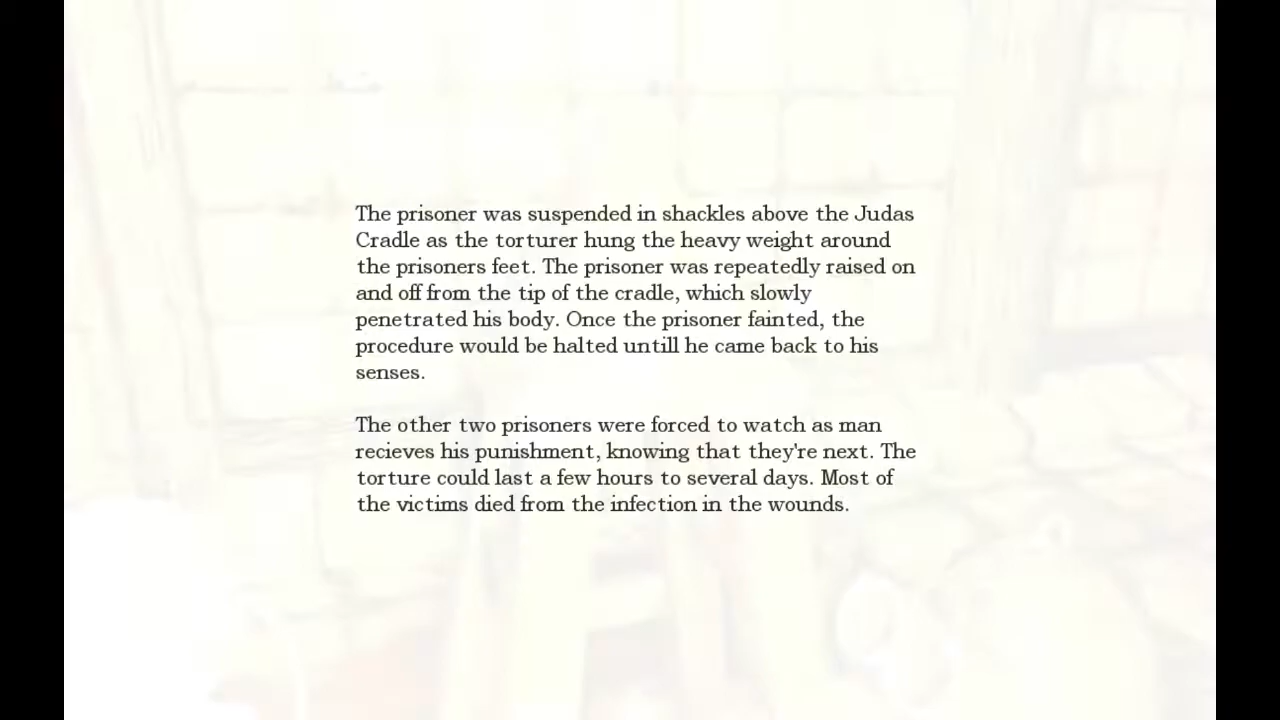 The prisoner was suspended in shackles above the Judas
Cradle as the torturer hung the heavy weight around
the prisoners feet. The prisoner was repeatedly raised on
and off from the tip of the cradle, which slowly
penetrated his body. Once the prisoner fainted, the
procedure would be halted untill he came back to his
senses.
The other two prisoners were forced to watch as man
recieves his punishment, knowing that they're next. The
torture could last a few hours to several days. Most of
the victims died from the infection in the wounds.